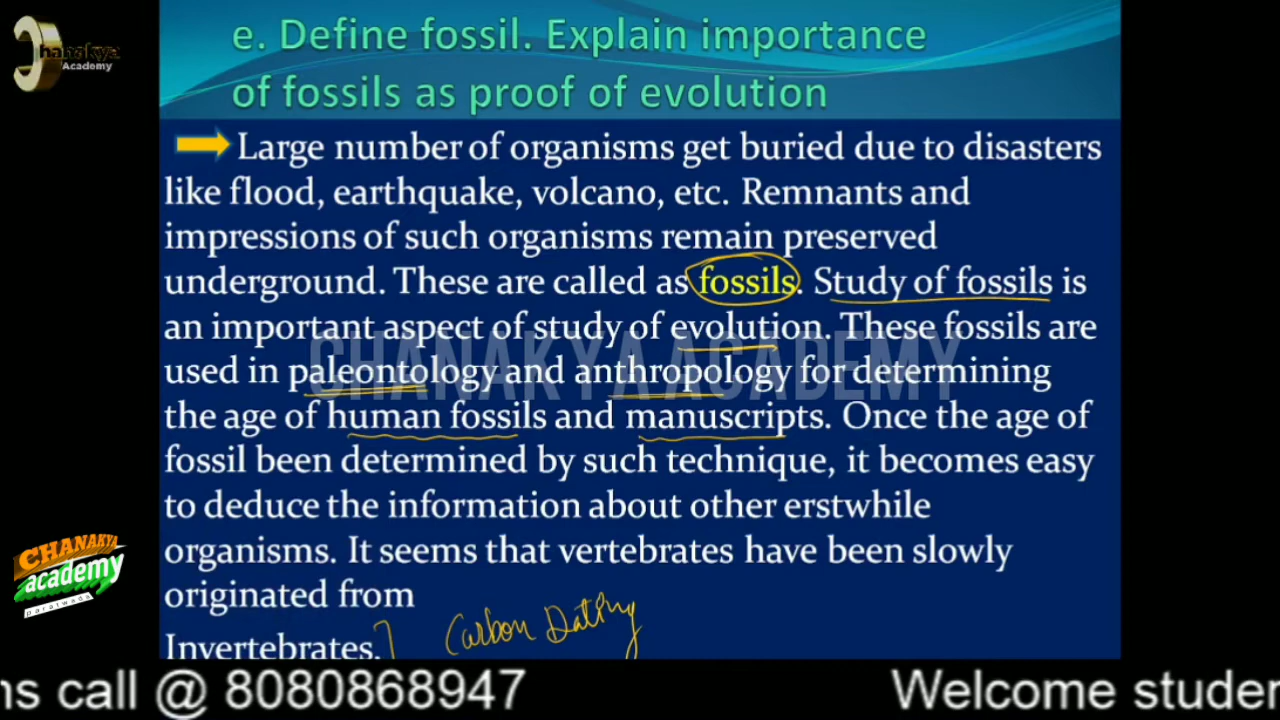 Chanakya
Academy
e. Define fossil. Explain importance
of fossils as proof of evolution
Large number of organisms get buried due to disasters
like flood, earthquake, volcano, etc. Remnants and
impressions of such organisms remain preserved
underground. These are called as fossils. Study of fossils is
an important aspect of study of evolution. These fossils are
CHANAKYA ACADEMY
used in paleontology and anthropology for determining
the age of human fossils and manuscripts. Once the age of
fossil been determined by such technique, it becomes easy
to deduce the information about other erstwhile
organisms. It seems that vertebrates have been slowly
originated from
Invertebrates.
Carbon Dating
CHANAKYA
academy
paratwada
ns call @ 8080868947 Welcome studen